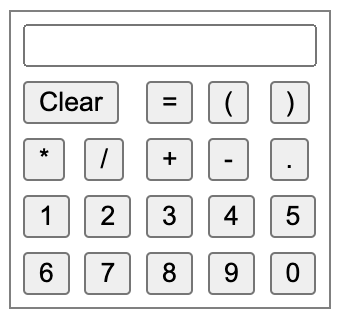 Clear = ( )
* / + - .
1 2 3 4 5
6 7 8 9 0